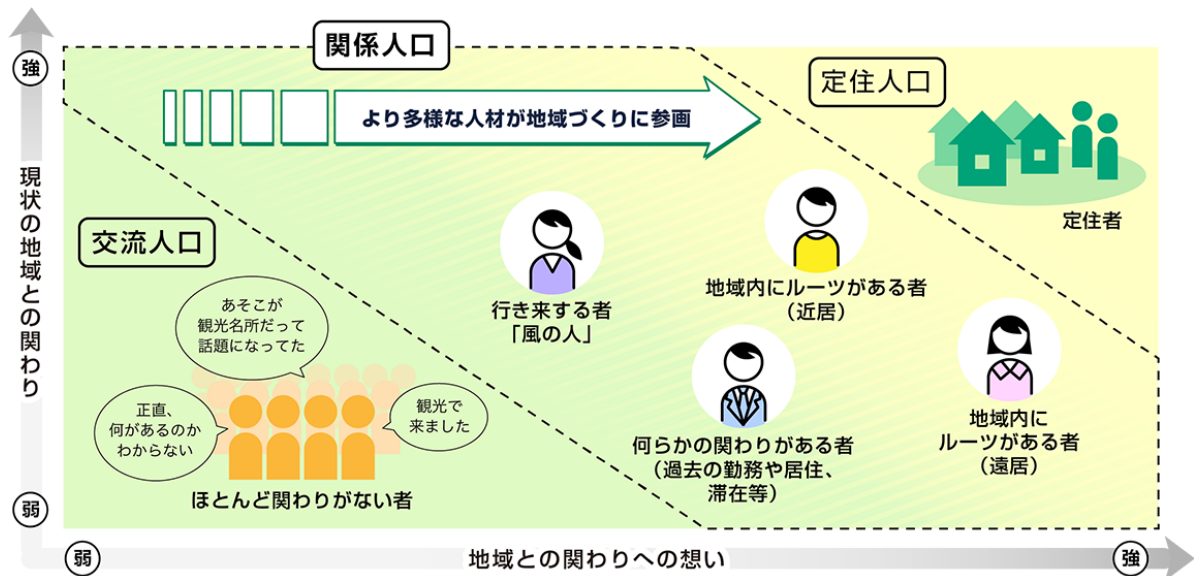 関係人口
強
より多様な人材が地域づくりに参画
定住人口
定住者
現状の地域との関わり
交流人口
あそこが
観光名所だって
話題になってた
正直、
何があるのか
わからない
観光で
来ました
ほとんど関わりがない者
行き来する者
「風の人」
地域内にルーツがある者
（近居）
何らかの関わりがある者
（過去の勤務や居住、
滞在等）
地域内に
ルーツがある者
（遠居）
弱
弱
地域との関わりへの想い
強